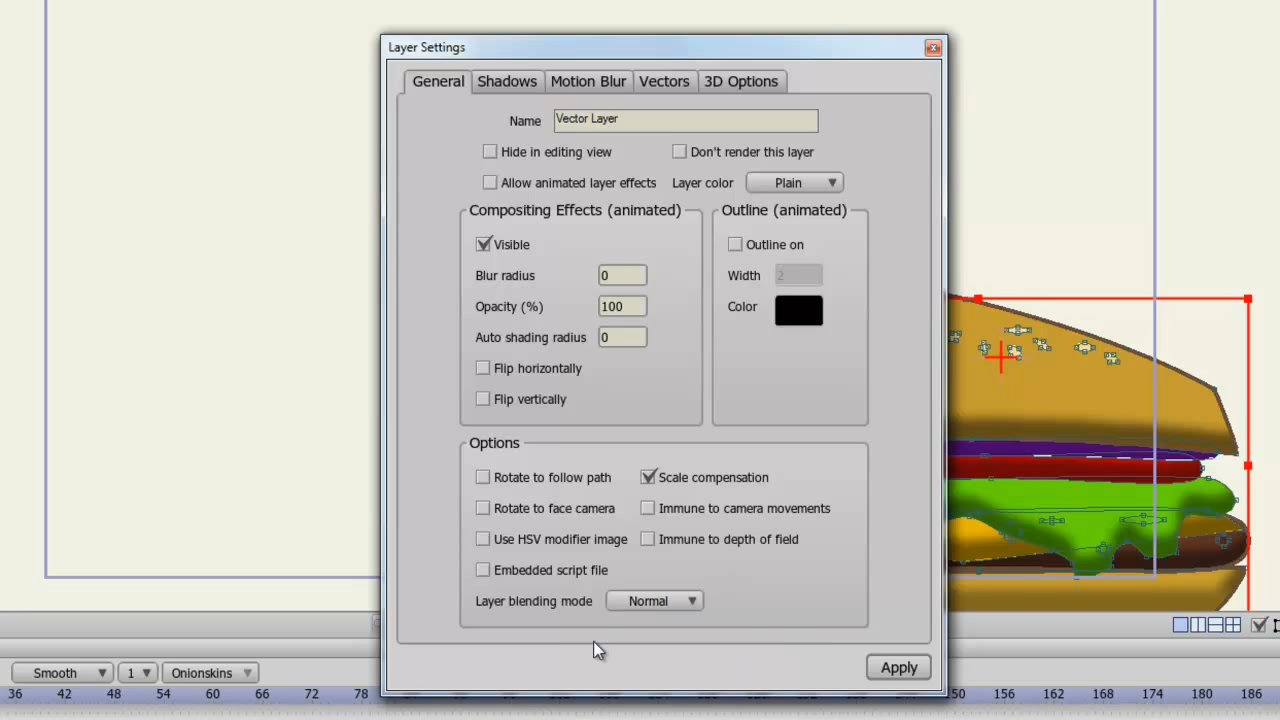 Layer Settings
General Shadows Motion Blur Vectors 3D Options
Name Vector Layer
Hide in editing view Don't render this layer
Allow animated layer effects Layer color Plain
Compositing Effects (animated) Outline (animated)
Visible Outline on
Blur radius 0 Width 2
Opacity (%) 100 Color
Auto shading radius 0
Flip horizontally
Flip vertically
Options
Rotate to follow path Scale compensation
Rotate to face camera Immune to camera movements
Use HSV modifier image Immune to depth of field
Embedded script file
Layer blending mode Normal
Apply
Smooth 1 Onionskins
36 42 48 54 60 66 72 78 150 156 162 168 174 180 186